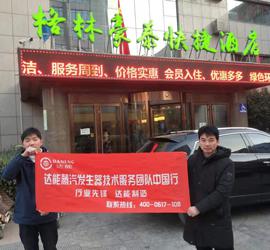 格林豪泰快捷酒店
洁、服务周到、价格实惠 会员入住、优惠多多 绿色环
DANENG
达能
达能蒸汽发生器技术服务团队中国行
行业先锋 达能制造
联系热线：400-0617-108